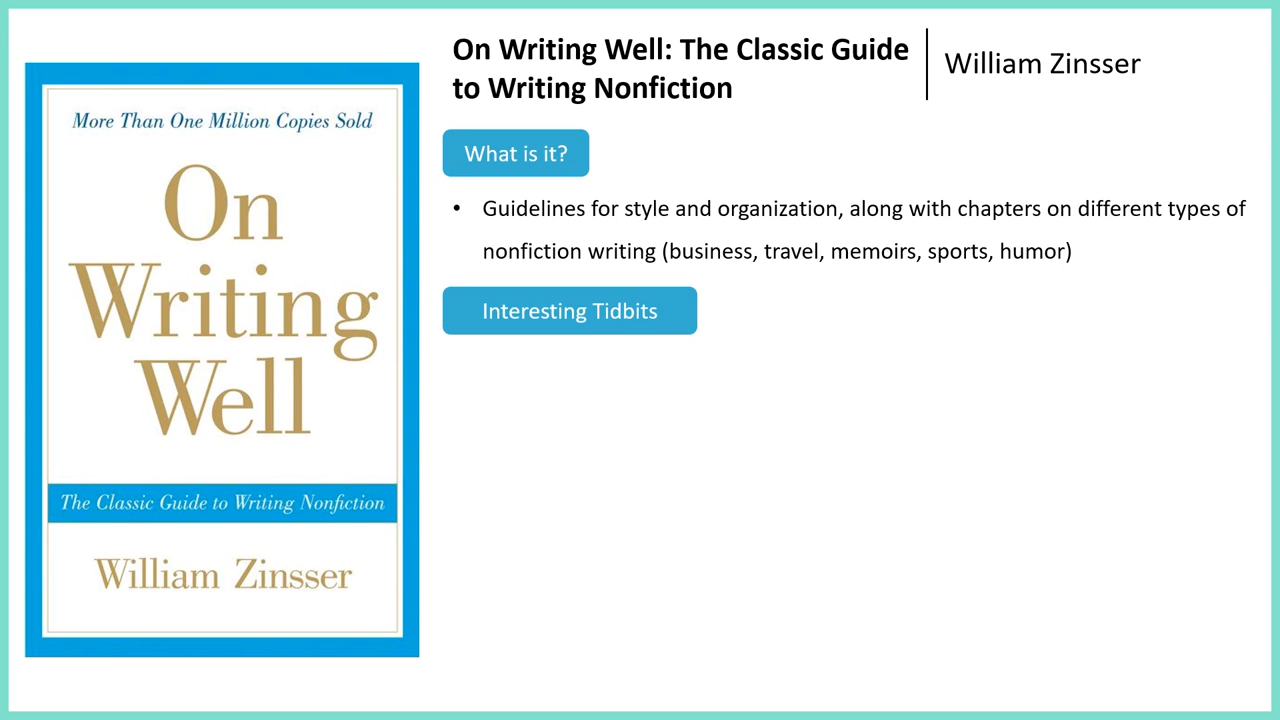 More Than One Million Copies Sold
On
Writing
Well
The Classic Guide to Writing Nonfiction
William Zinsser
On Writing Well: The Classic Guide
to Writing Nonfiction
William Zinsser
What is it?
• Guidelines for style and organization, along with chapters on different types of
nonfiction writing (business, travel, memoirs, sports, humor)
Interesting Tidbits